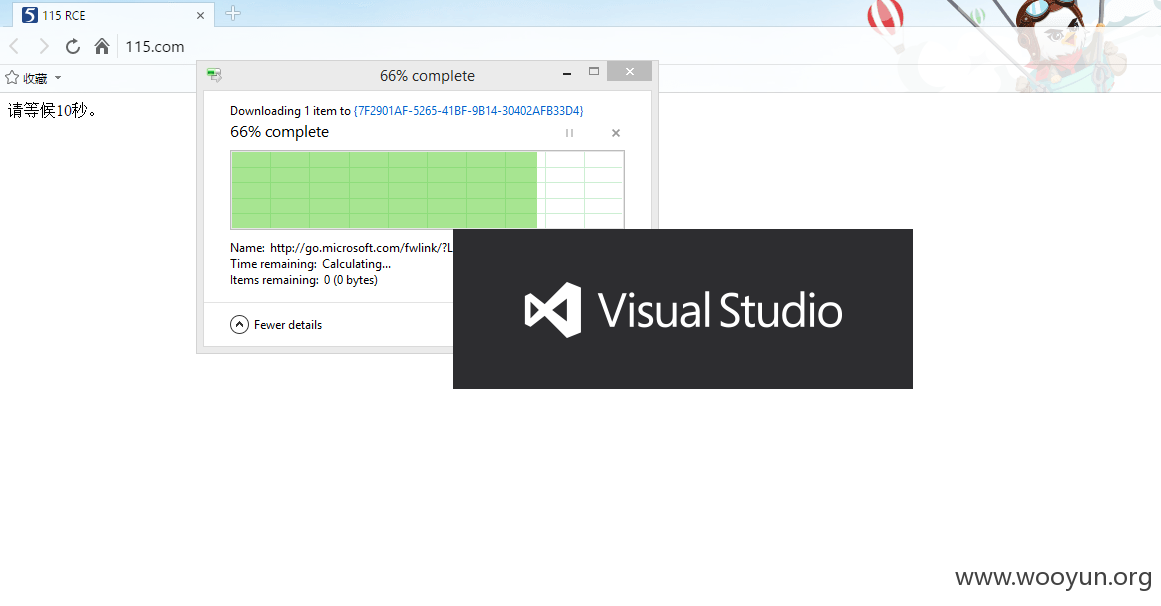 115 RCE
115.com
收藏
请等候10秒。
66% complete
Downloading 1 item to {7F2901AF-5265-41BF-9B14-30402AFB33D4}
66% complete
Name: http://go.microsoft.com/fwlink/?L
Time remaining: Calculating...
Items remaining: 0 (0 bytes)
Fewer details
Visual Studio
www.wooyun.org